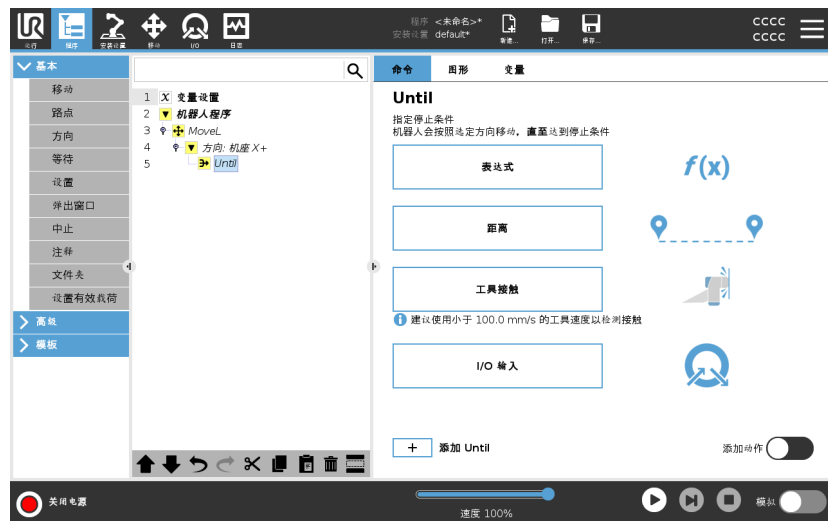 UR
运行
程序
安装设置
移动
I/O
日志
程序 <未命名>*
安装设置 default*
新建...
打开...
保存...
cccc
cccc
基本
移动
路点
方向
等待
设置
弹出窗口
中止
注释
文件夹
设置有效载荷
高级
模板
1 X 变量设置
2 机器人程序
3 MoveL
4 方向: 机座 X+
5 Until
命令 图形 变量
Until
指定停止条件
机器人会按照选定方向移动，直至达到停止条件
表达式
f(x)
距离
工具接触
建议使用小于 100.0 mm/s 的工具速度以检测接触
I/O 输入
+ 添加 Until
添加动作
关闭电源
速度 100%
模拟